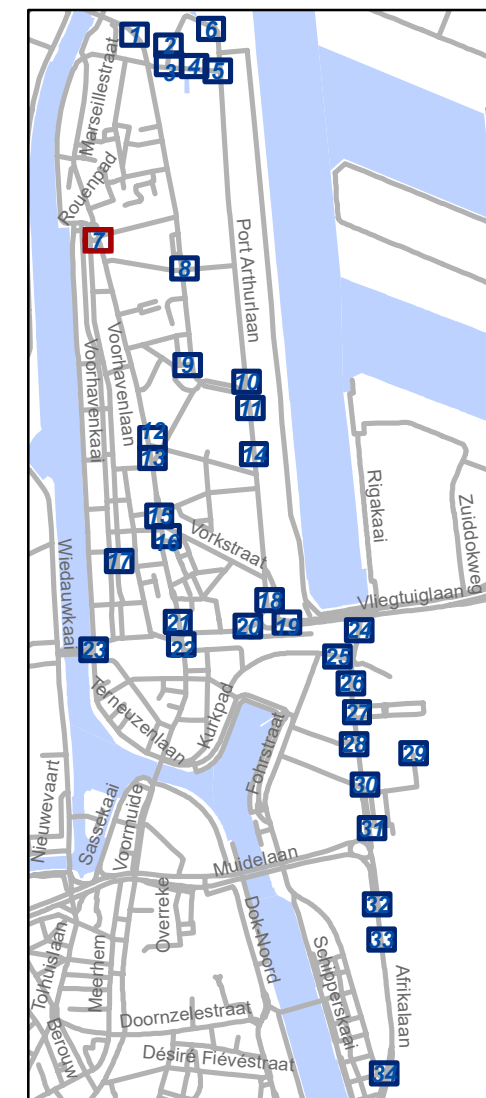 1
2
6
3
4
5
Marseillestraat
Rouenpad
7
Port Arthurlaan
8
Voorhavenlaan
Voorhavenkaai
9
10
11
12
13
14
Rigakaai
Zuiddokweg
15
16
Vorkstraat
17
Wiedauwkaai
18
Vliegtuiglaan
19
20
21
22
23
24
25
Terneuzenlaan
Kurkpad
26
27
28
29
Fohrstraat
30
31
Nieuwevaart
Sassekaai
Voormuide
Muidelaan
Overreke
32
33
Tolhuislaan
Meerhem
Dok-Noord
Schipperskaai
Afrikalaan
Doornzelestraat
Berouw
Désiré Fiévéstraat
34